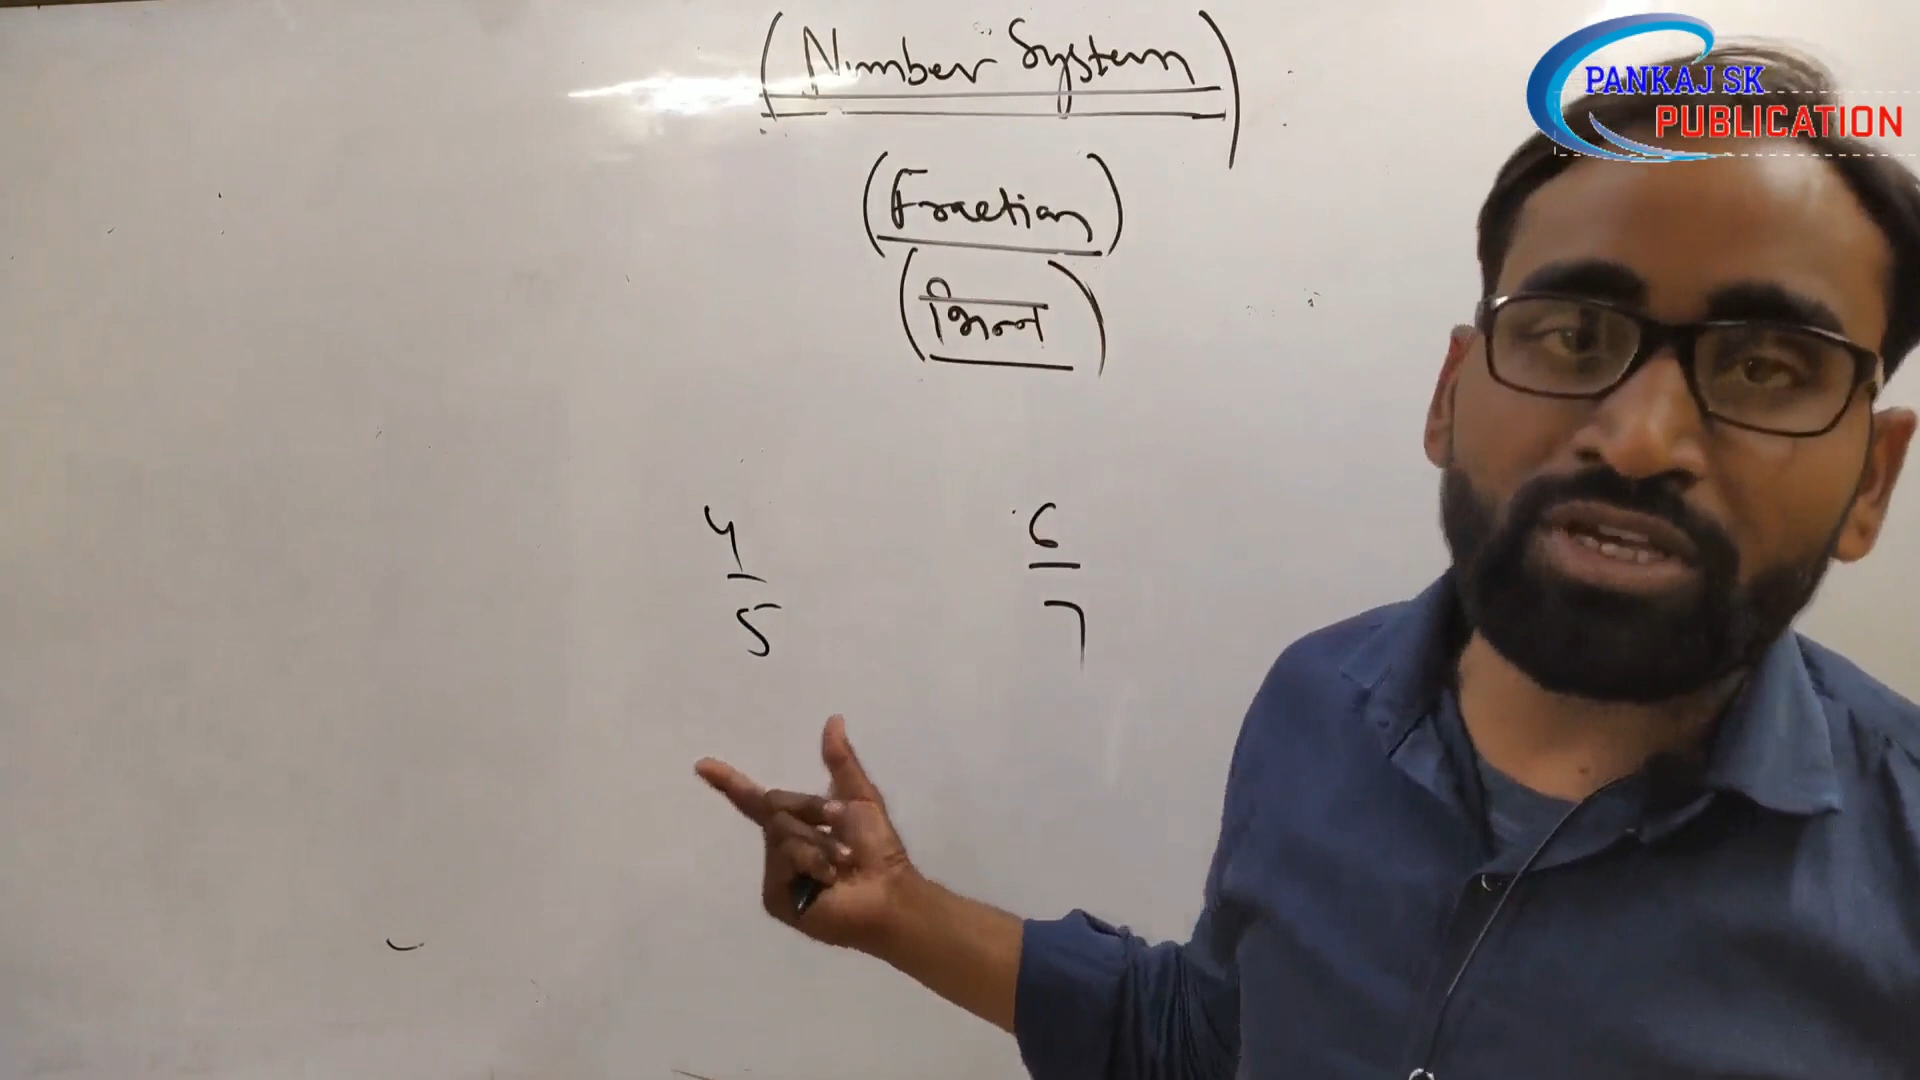 (Number System)
(Fraction)
(भिन्न)
4 6
5 7
PANKAJ SK
PUBLICATION